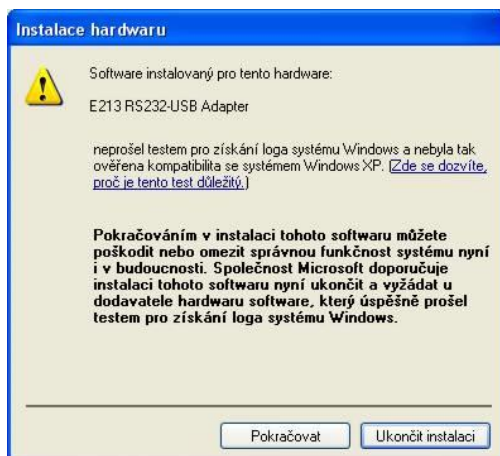 Instalace hardwaru
Software instalovaný pro tento hardware:
E213 RS232-USB Adapter
neprošel testem pro získání loga systému Windows a nebyla tak
ověřena kompatibilita se systémem Windows XP. (Zde se dozvíte,
proč je tento test důležitý.)
Pokračováním v instalaci tohoto softwaru můžete
poškodit nebo omezit správnou funkčnost systému nyní
i v budoucnosti. Společnost Microsoft doporučuje
instalaci tohoto softwaru nyní ukončit a vyžádat u
dodavatele hardwaru software, který úspěšně prošel
testem pro získání loga systému Windows.
Pokračovat
Ukončit instalaci